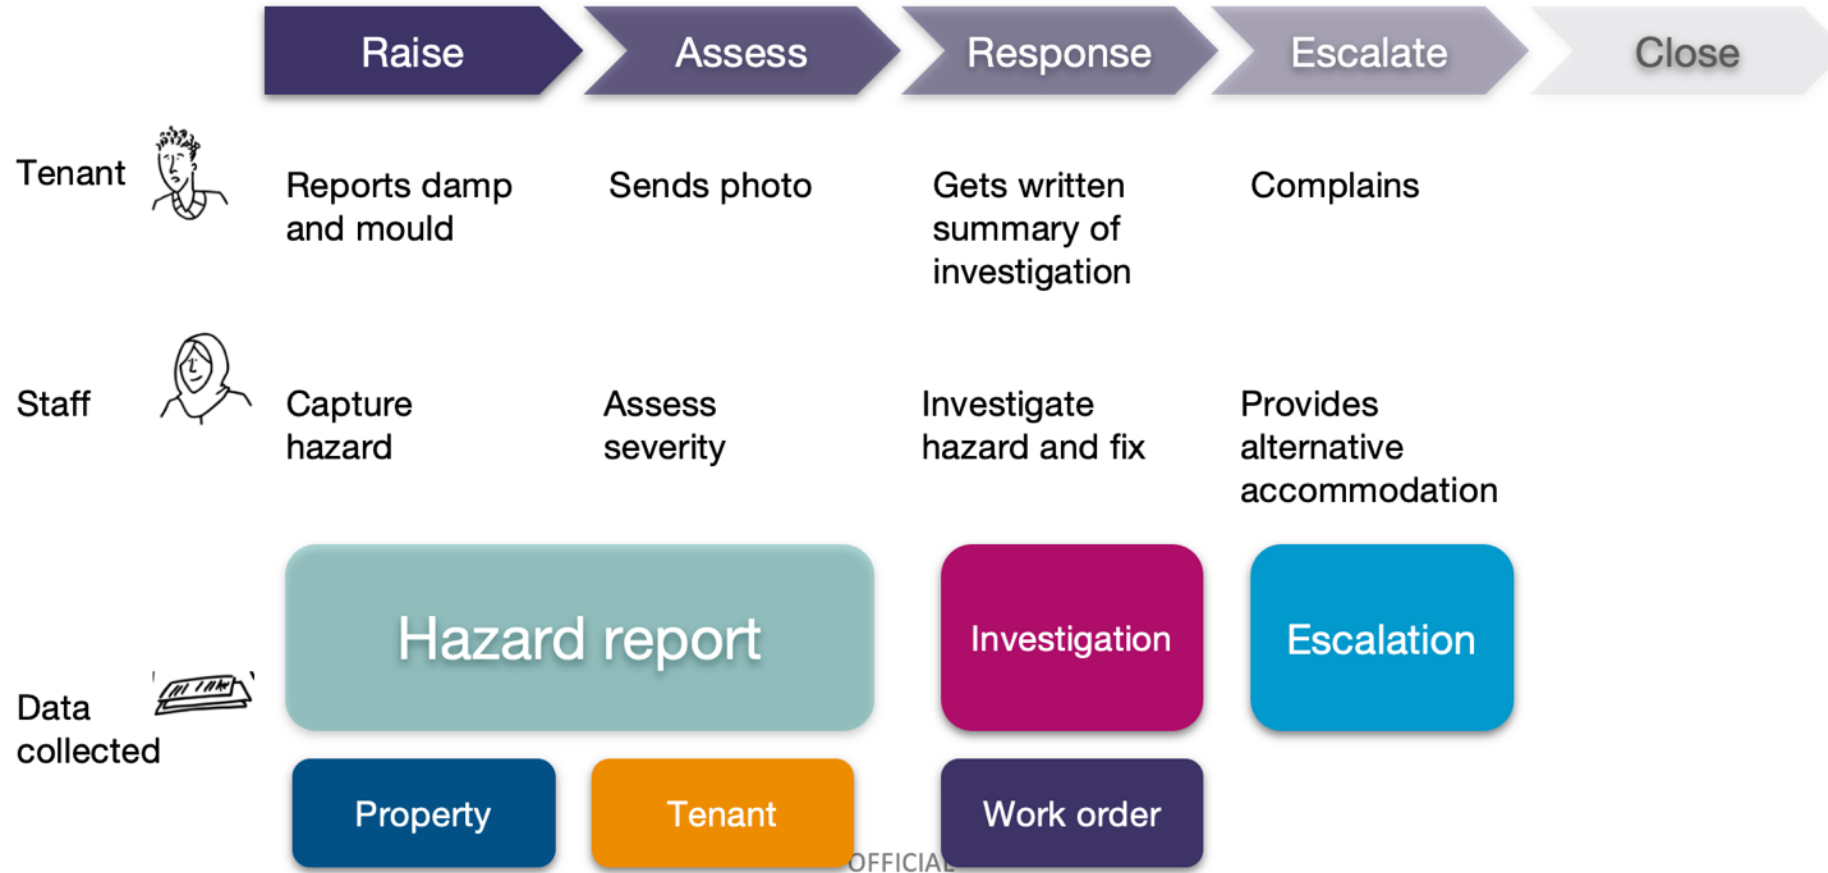 Raise
Assess
Response
Escalate
Close
Tenant
Reports damp
and mould
Sends photo
Gets written
summary of
investigation
Complains
Staff
Capture
hazard
Assess
severity
Investigate
hazard and fix
Provides
alternative
accommodation
Data
collected
Hazard report
Investigation
Escalation
Property
Tenant
Work order
OFFICIAL